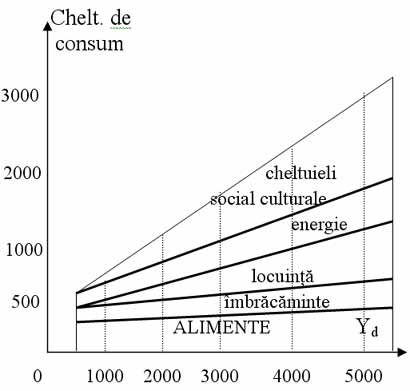 Chelt. de
consum
3000
cheltuieli
2000
social culturale
energie
1000
locuință
500
îmbrăcăminte
ALIMENTE
Yd
0
1000
2000
3000
4000
5000